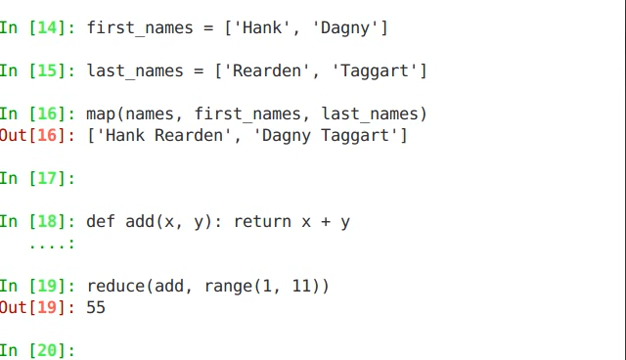 In [14]: first_names = ['Hank', 'Dagny']
In [15]: last_names = ['Rearden', 'Taggart']
In [16]: map(names, first_names, last_names)
Out[16]: ['Hank Rearden', 'Dagny Taggart']
In [17]:
In [18]: def add(x, y): return x + y
....:
In [19]: reduce(add, range(1, 11))
Out[19]: 55
In [20]: